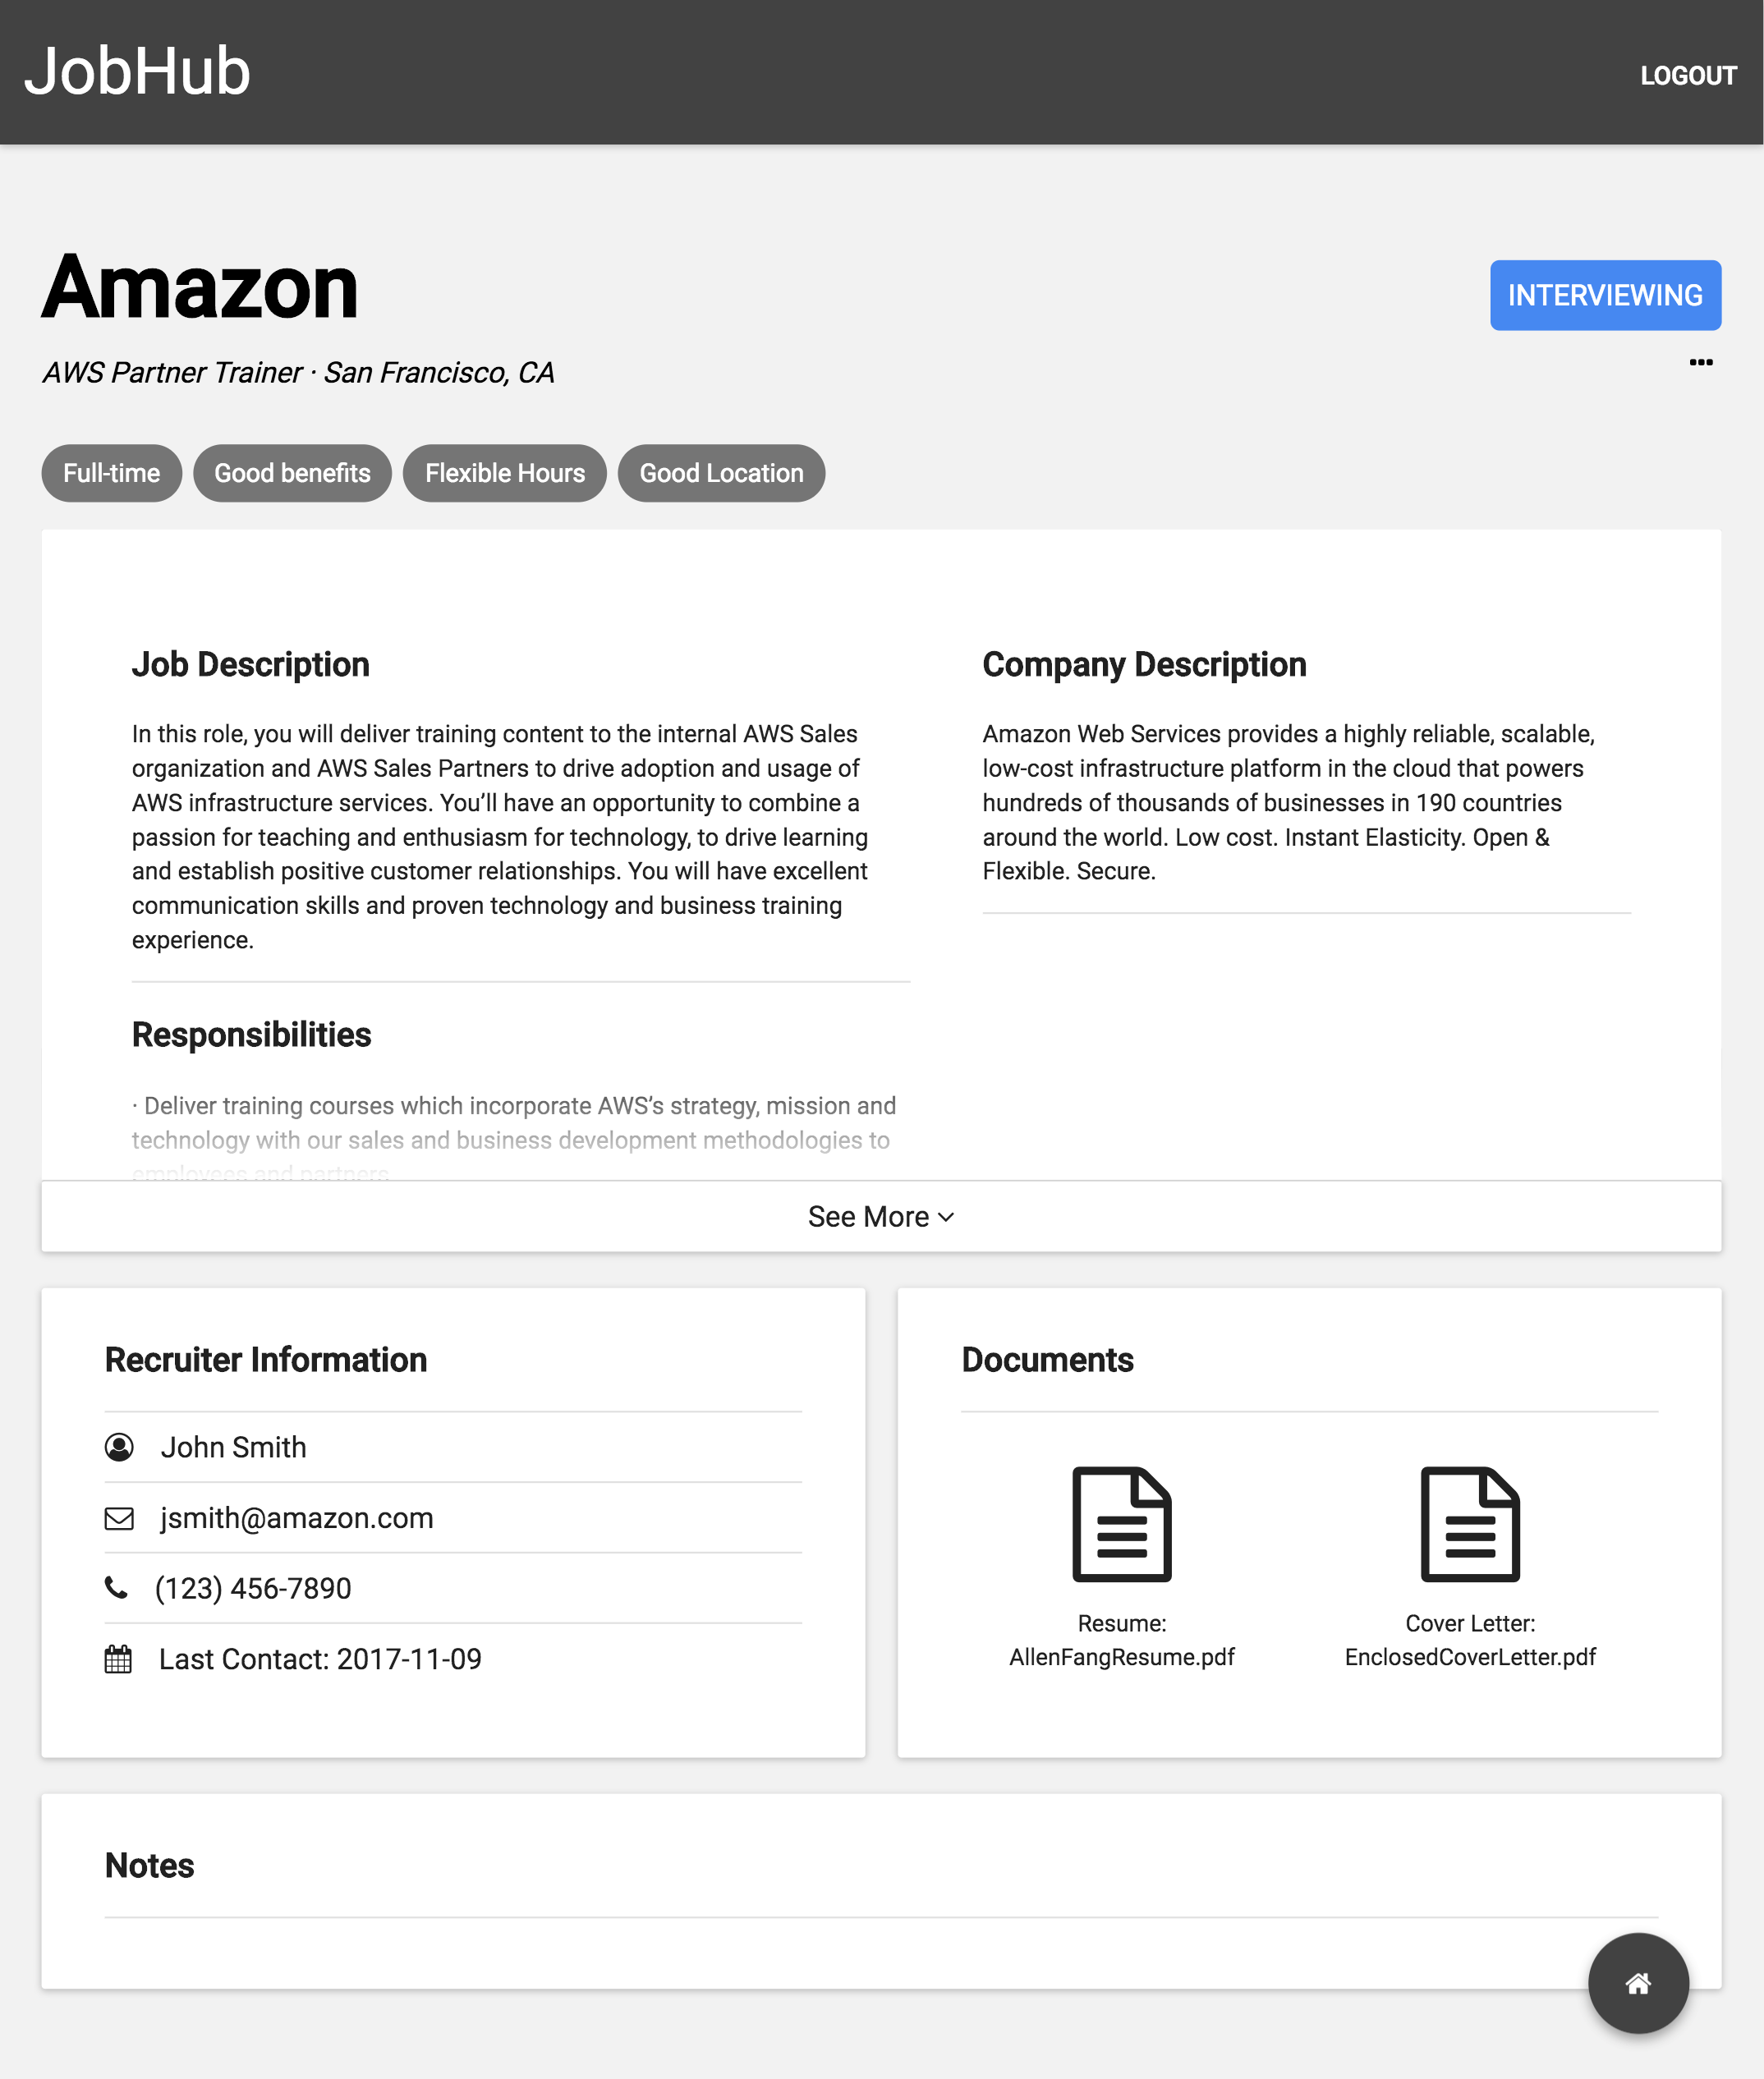 JobHub
LOGOUT
Amazon
INTERVIEWING
AWS Partner Trainer · San Francisco, CA
Full-time
Good benefits
Flexible Hours
Good Location
Job Description
In this role, you will deliver training content to the internal AWS Sales
organization and AWS Sales Partners to drive adoption and usage of
AWS infrastructure services. You’ll have an opportunity to combine a
passion for teaching and enthusiasm for technology, to drive learning
and establish positive customer relationships. You will have excellent
communication skills and proven technology and business training
experience.
Responsibilities
· Deliver training courses which incorporate AWS’s strategy, mission and
technology with our sales and business development methodologies to
employees and partners
Company Description
Amazon Web Services provides a highly reliable, scalable,
low-cost infrastructure platform in the cloud that powers
hundreds of thousands of businesses in 190 countries
around the world. Low cost. Instant Elasticity. Open &
Flexible. Secure.
See More
Recruiter Information
John Smith
jsmith@amazon.com
(123) 456-7890
Last Contact: 2017-11-09
Documents
Resume:
AllenFangResume.pdf
Cover Letter:
EnclosedCoverLetter.pdf
Notes